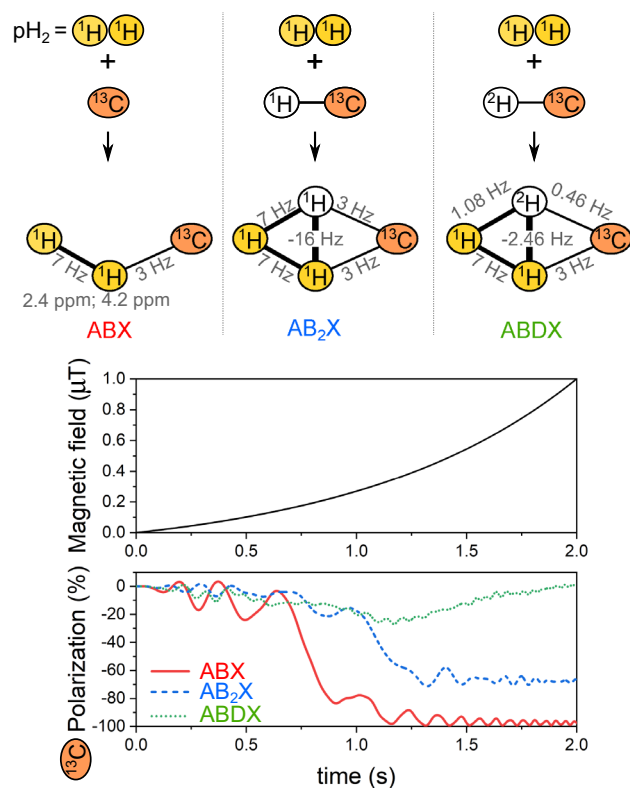 pH₂ = ¹H ¹H ¹H ¹H ¹H ¹H
+ + +
¹³C ¹H ¹³C ²H ¹³C
¹H ¹H ¹³C
7 Hz 3 Hz
2.4 ppm; 4.2 ppm
ABX
¹H ¹H ¹H ¹³C
7 Hz 3 Hz
-16 Hz
7 Hz 3 Hz
AB₂X
²H ¹H ¹H ¹³C
1.08 Hz 0.46 Hz
-2.46 Hz
7 Hz 3 Hz
ABDX
Magnetic field (µT)
1.0
0.8
0.6
0.4
0.2
0.0
0.0 0.5 1.0 1.5 2.0
¹³C Polarization (%)
0
-20
-40
-60
-80
-100
ABX
AB₂X
ABDX
0.0 0.5 1.0 1.5 2.0
time (s)